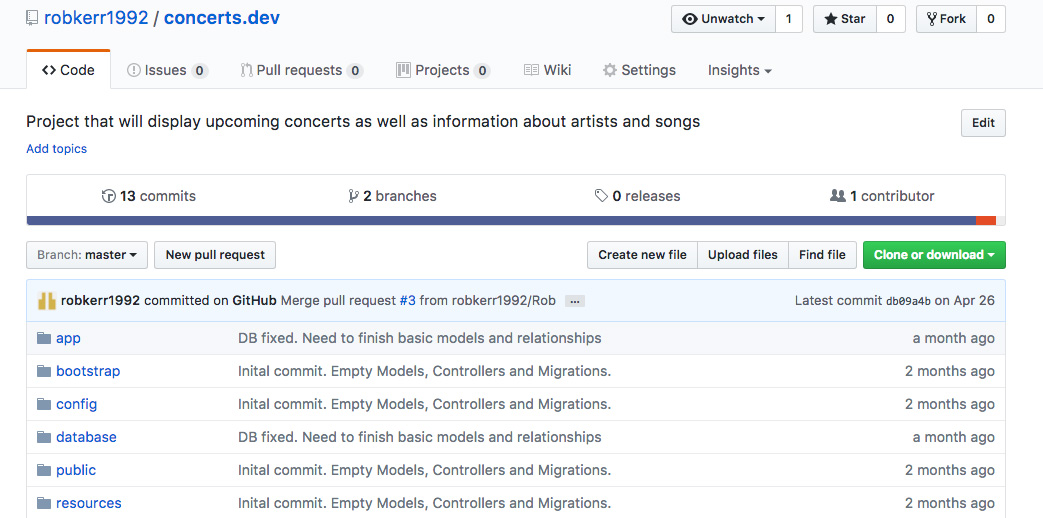 robkerr1992 / concerts.dev Unwatch 1 Star 0 Fork 0
Code Issues 0 Pull requests 0 Projects 0 Wiki Settings Insights
Project that will display upcoming concerts as well as information about artists and songs Edit
Add topics
13 commits 2 branches 0 releases 1 contributor
Branch: master New pull request Create new file Upload files Find file Clone or download
robkerr1992 committed on GitHub Merge pull request #3 from robkerr1992/Rob ... Latest commit db09a4b on Apr 26
app DB fixed. Need to finish basic models and relationships a month ago
bootstrap Inital commit. Empty Models, Controllers and Migrations. 2 months ago
config Inital commit. Empty Models, Controllers and Migrations. 2 months ago
database DB fixed. Need to finish basic models and relationships a month ago
public Inital commit. Empty Models, Controllers and Migrations. 2 months ago
resources Inital commit. Empty Models, Controllers and Migrations. 2 months ago